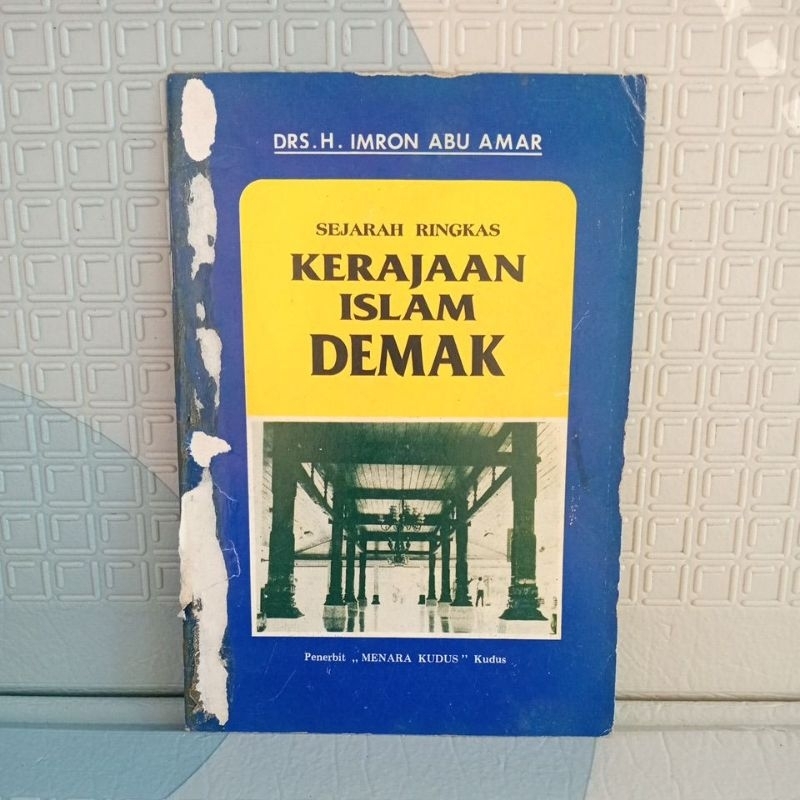 DRS. H. IMRON ABU AMAR
SEJARAH RINGKAS
KERAJAAN
ISLAM
DEMAK
Penerbit „MENARA KUDUS" Kudus